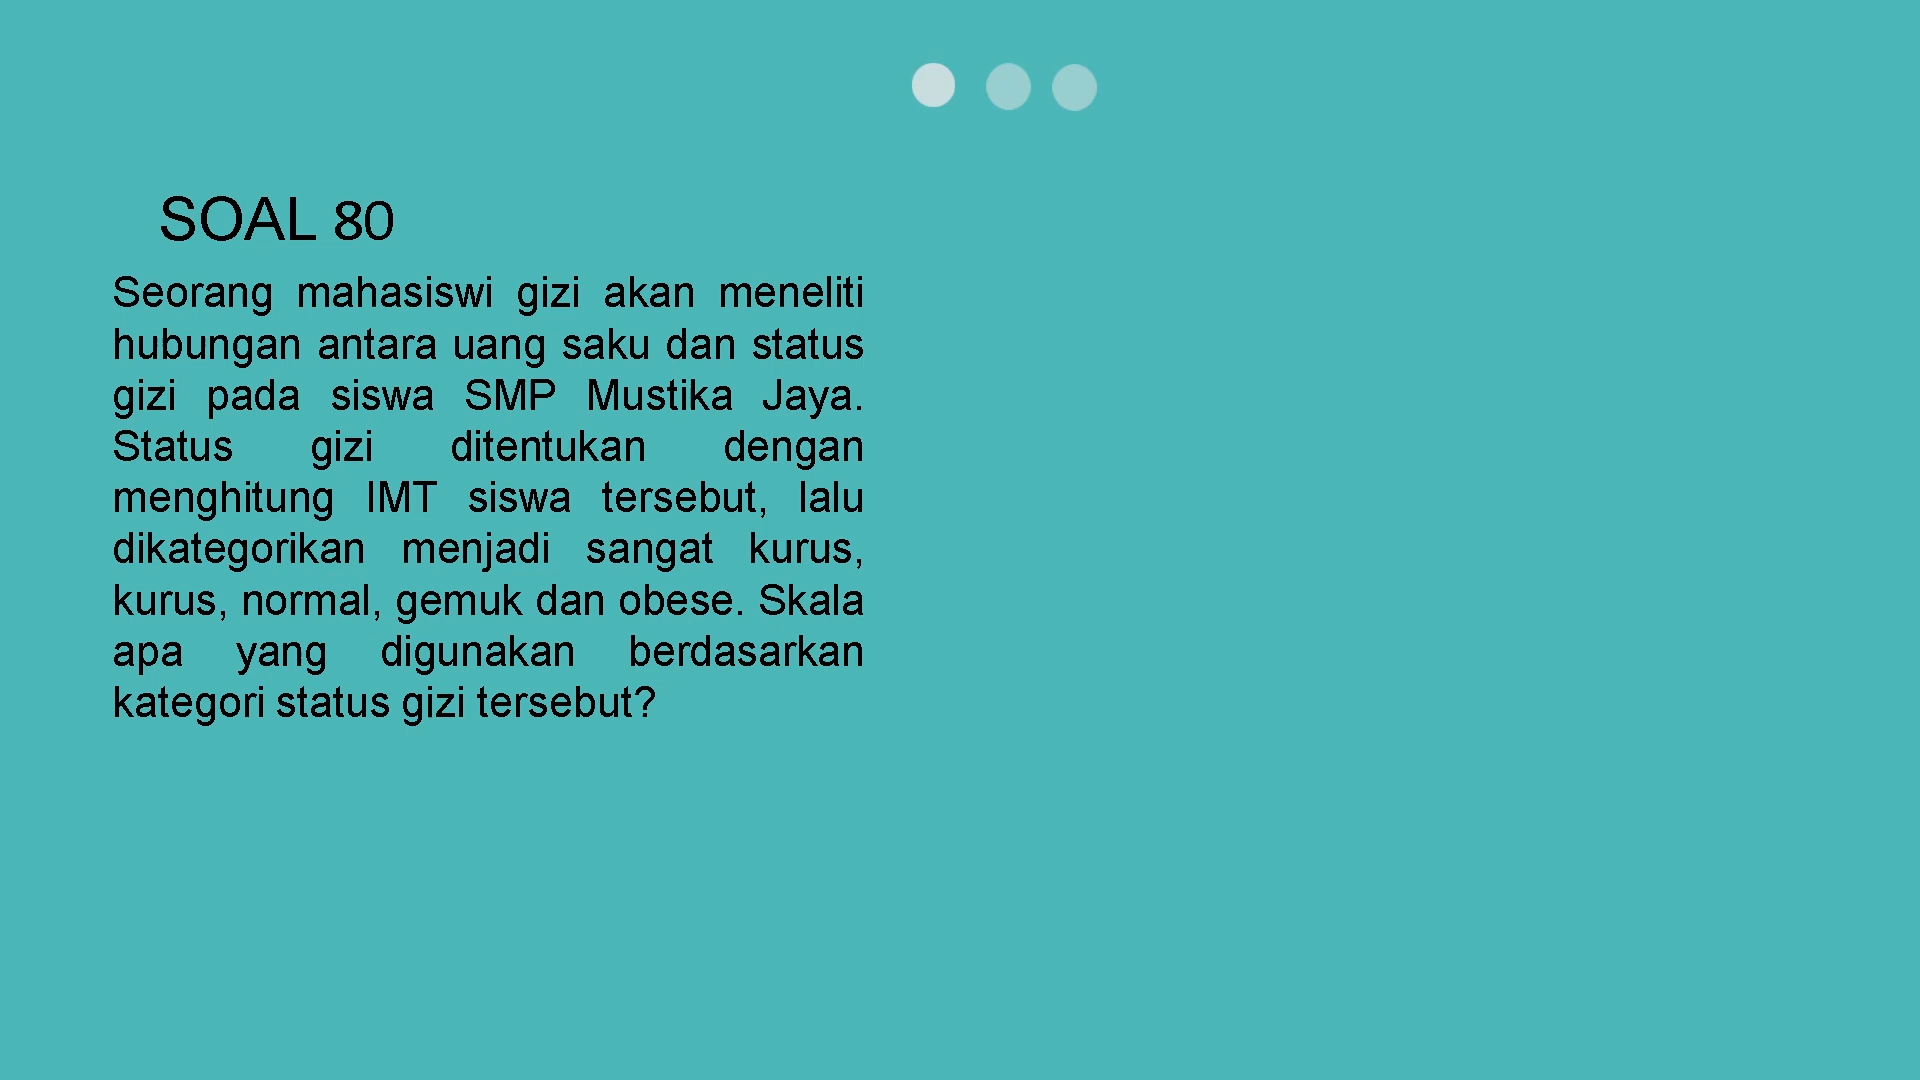 SOAL 80
Seorang mahasiswi gizi akan meneliti
hubungan antara uang saku dan status
gizi pada siswa SMP Mustika Jaya.
Status gizi ditentukan dengan
menghitung IMT siswa tersebut, lalu
dikategorikan menjadi sangat kurus,
kurus, normal, gemuk dan obese. Skala
apa yang digunakan berdasarkan
kategori status gizi tersebut?